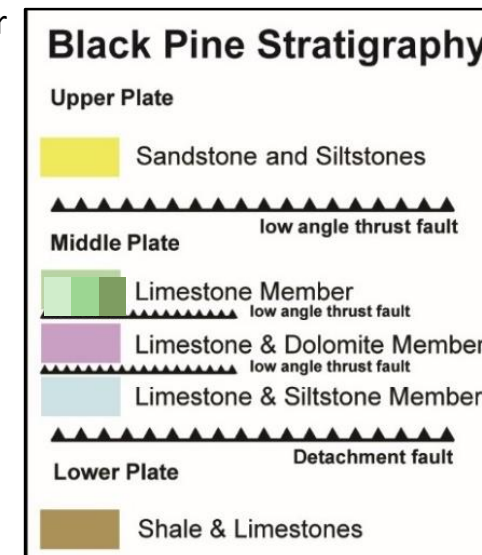 r
Black Pine Stratigraphy
Upper Plate
Sandstone and Siltstones
low angle thrust fault
Middle Plate
Limestone Member
low angle thrust fault
Limestone & Dolomite Member
low angle thrust fault
Limestone & Siltstone Member
Detachment fault
Lower Plate
Shale & Limestones